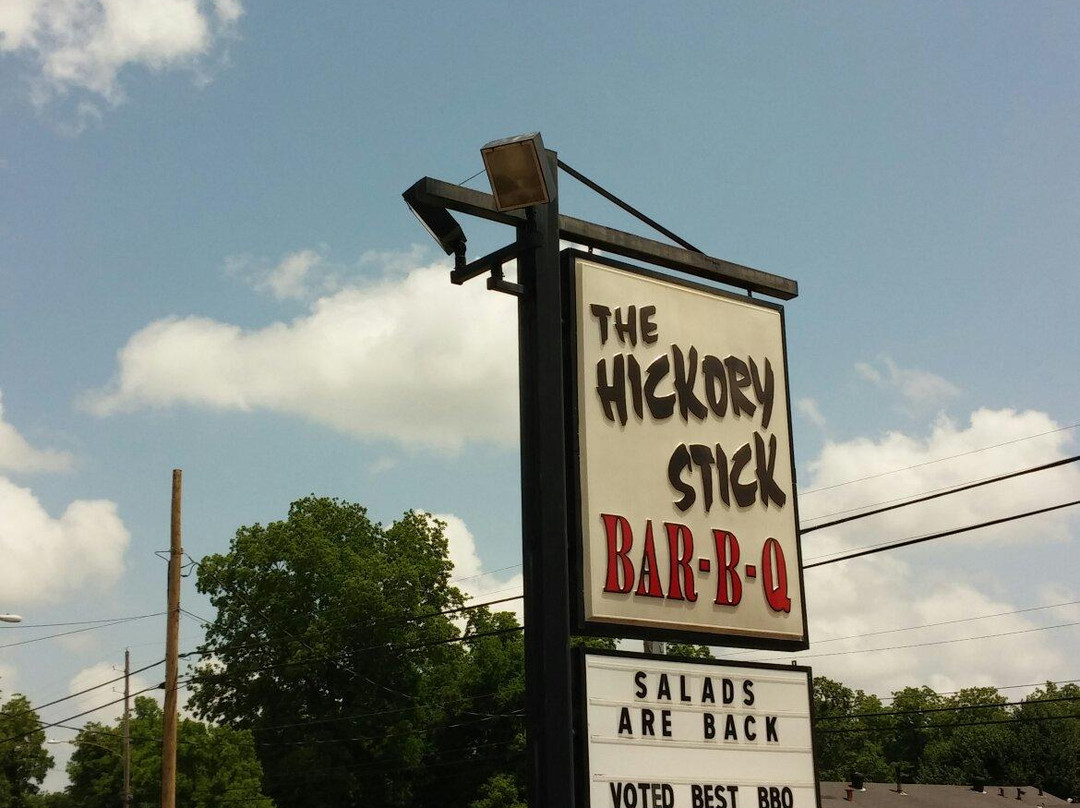 THE
HICKORY
STICK
BAR-B-Q
SALADS
ARE BACK
VOTED BEST BBQ